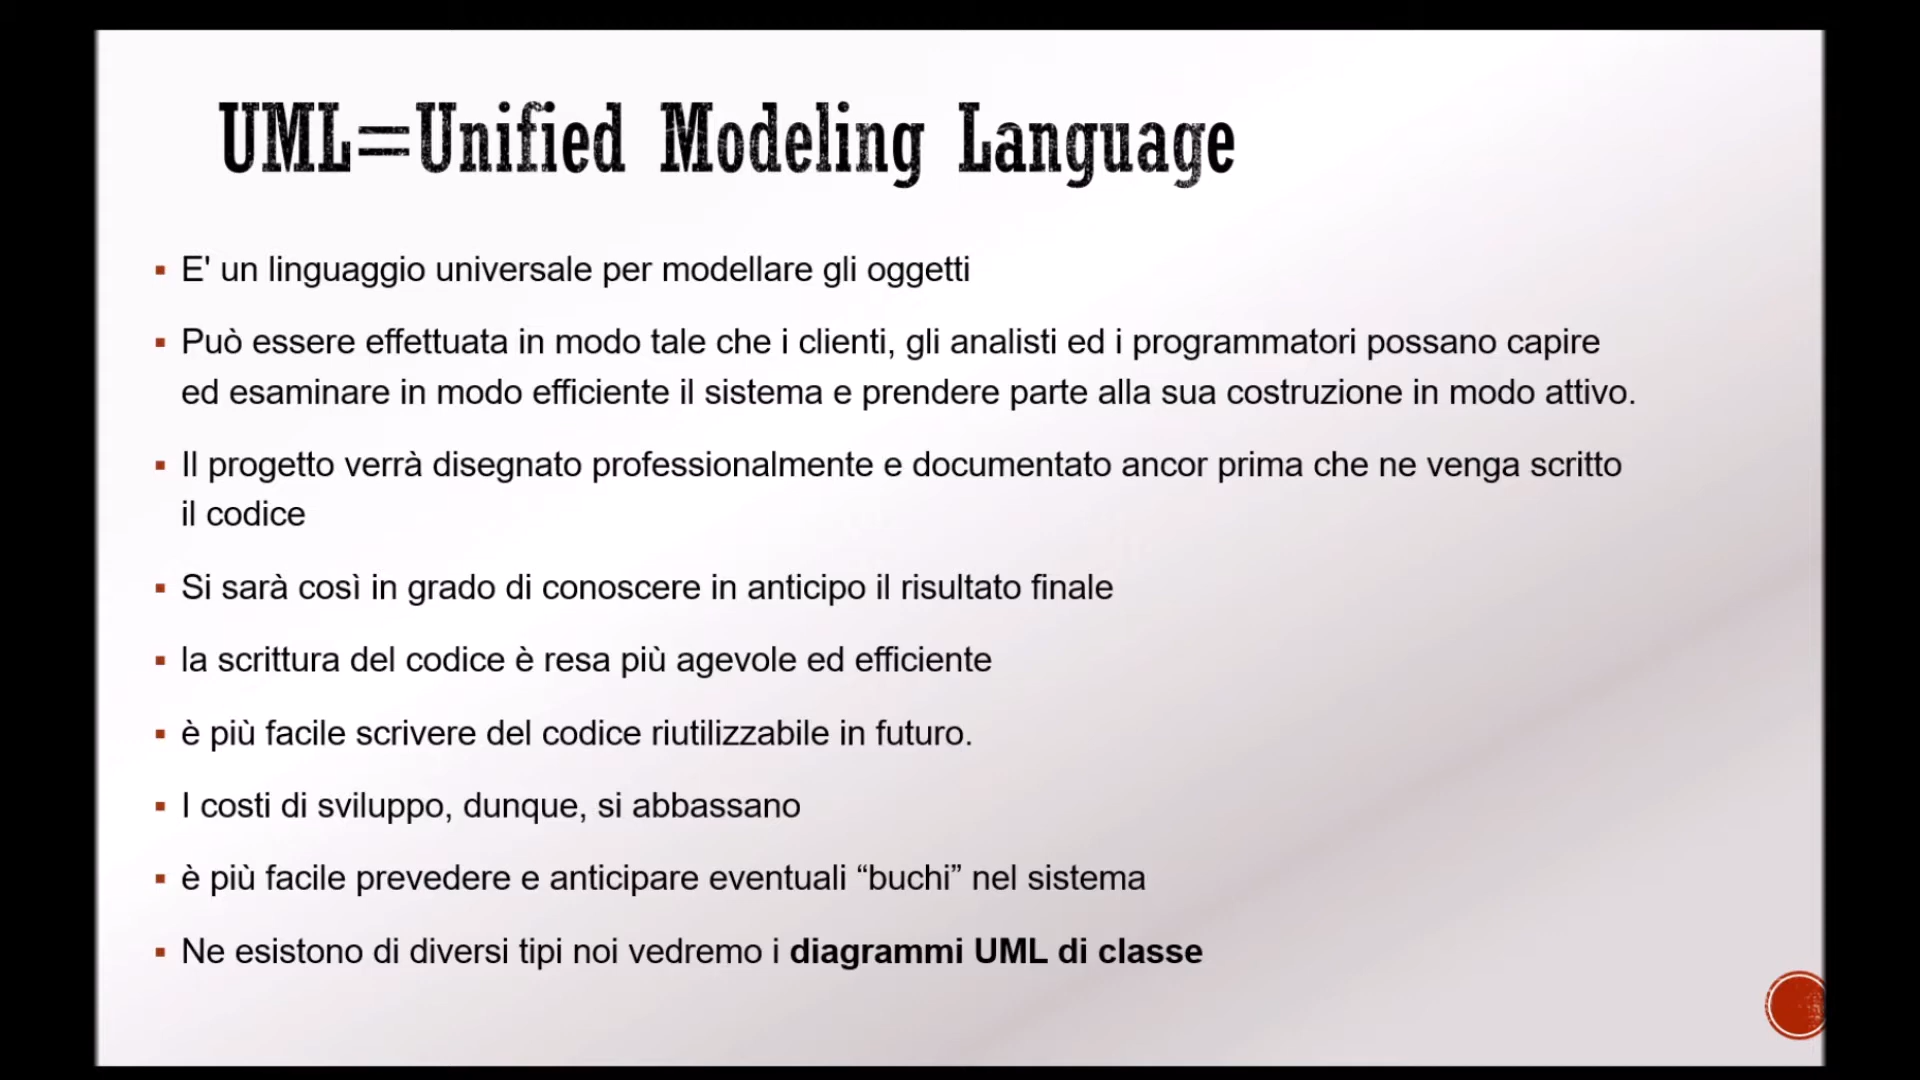 UML=Unified Modeling Language
E' un linguaggio universale per modellare gli oggetti
Può essere effettuata in modo tale che i clienti, gli analisti ed i programmatori possano capire
ed esaminare in modo efficiente il sistema e prendere parte alla sua costruzione in modo attivo.
Il progetto verrà disegnato professionalmente e documentato ancor prima che ne venga scritto
il codice
Si sarà così in grado di conoscere in anticipo il risultato finale
la scrittura del codice è resa più agevole ed efficiente
è più facile scrivere del codice riutilizzabile in futuro.
I costi di sviluppo, dunque, si abbassano
è più facile prevedere e anticipare eventuali “buchi” nel sistema
Ne esistono di diversi tipi noi vedremo i diagrammi UML di classe